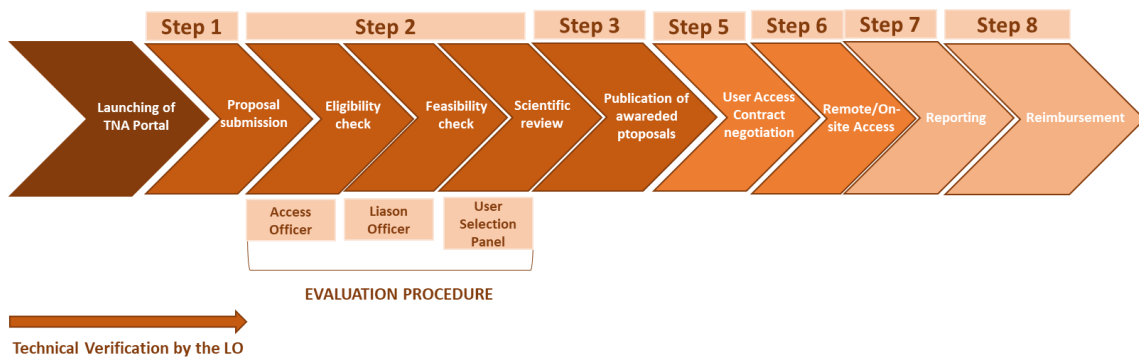 Step 1
Step 2
Step 3
Step 5
Step 6
Step 7
Step 8
Launching of
TNA Portal
Proposal
submission
Eligibility
check
Feasibility
check
Scientific
review
Publication of
awareded
ptoposals
User Access
Contract
negotiation
Remote/On-
site Access
Reporting
Reimbursement
Access
Officer
Liason
Officer
User
Selection
Panel
EVALUATION PROCEDURE
Technical Verification by the LO